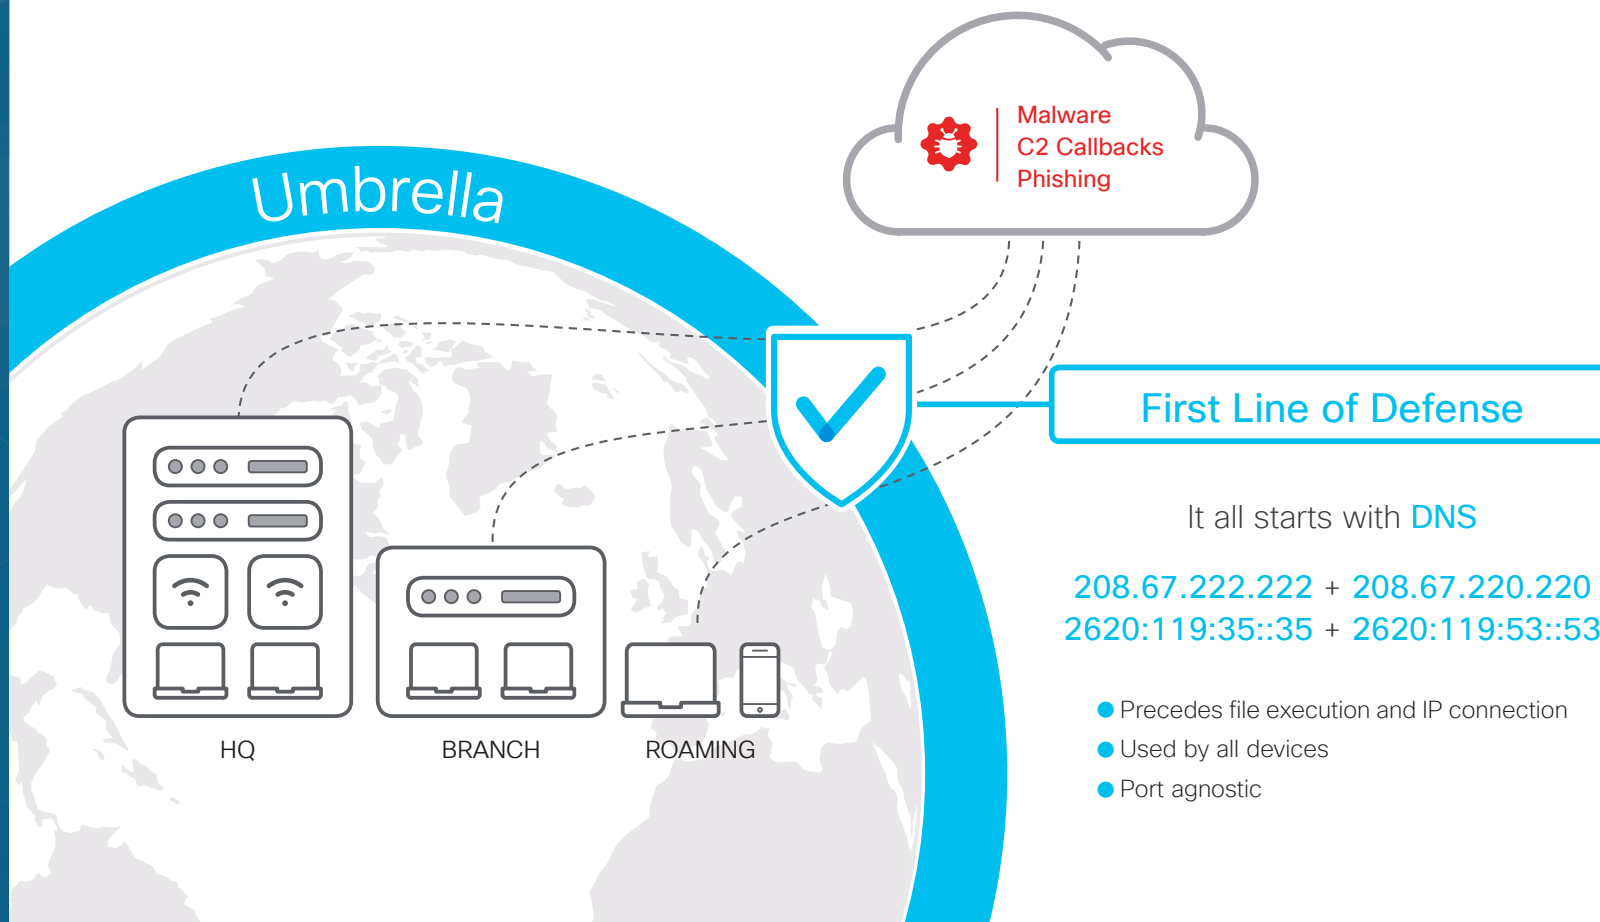 Umbrella
Malware
C2 Callbacks
Phishing
First Line of Defense
It all starts with DNS
208.67.222.222 + 208.67.220.220
2620:119:35::35 + 2620:119:53::53
Precedes file execution and IP connection
Used by all devices
Port agnostic
HQ
BRANCH
ROAMING